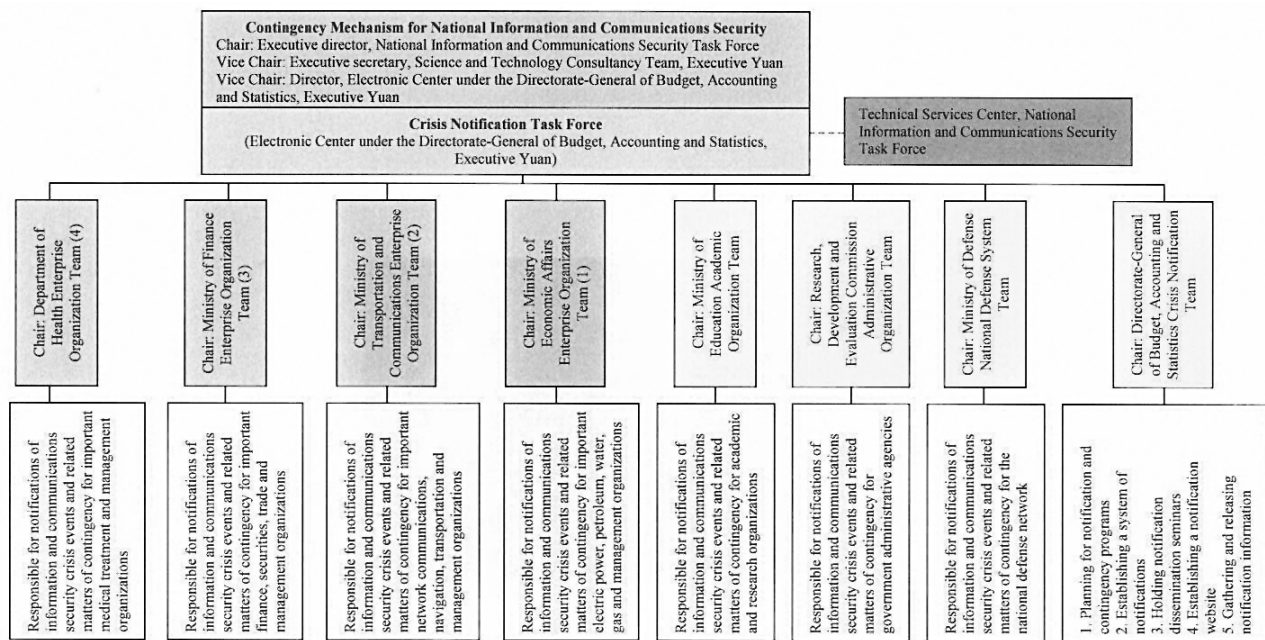 Contingency Mechanism for National Information and Communications Security
Chair: Executive director, National Information and Communications Security Task Force
Vice Chair: Executive secretary, Science and Technology Consultancy Team, Executive Yuan
Vice Chair: Director, Electronic Center under the Directorate-General of Budget, Accounting
and Statistics, Executive Yuan
Crisis Notification Task Force
(Electronic Center under the Directorate-General of Budget, Accounting and Statistics,
Executive Yuan)
Technical Services Center, National
Information and Communications Security
Task Force
Chair: Department of
Health Enterprise
Organization Team (4)
Chair: Ministry of Finance
Enterprise Organization
Team (3)
Chair: Ministry of
Transportation and
Communications Enterprise
Organization Team (2)
Chair: Ministry of
Economic Affairs
Enterprise Organization
Team (1)
Chair: Ministry of
Education Academic
Organization Team
Chair: Research,
Development and
Evaluation Commission
Administrative
Organization Team
Chair: Ministry of Defense
National Defense System
Team
Chair: Directorate-General
of Budget, Accounting and
Statistics Crisis Notification
Team
Responsible for notifications of
information and communications
security crisis events and related
matters of contingency for important
medical treatment and management
organizations
Responsible for notifications of
information and communications
security crisis events and related
matters of contingency for important
finance, securities, trade and
management organizations
Responsible for notifications of
information and communications
security crisis events and related
matters of contingency for important
network communications,
navigation, transportation and
management organizations
Responsible for notifications of
information and communications
security crisis events and related
matters of contingency for important
electric power, petroleum, water,
gas and management organizations
Responsible for notifications of
information and communications
security crisis events and related
matters of contingency for academic
and research organizations
Responsible for notifications of
information and communications
security crisis events and related
matters of contingency for
government administrative agencies
Responsible for notifications of
information and communications
security crisis events and related
matters of contingency for the
national defense network
1. Planning for notification and
contingency programs
2. Establishing a system of
notifications
3. Holding notification
dissemination seminars
4. Establishing a notification
website
5. Gathering and releasing
notification information